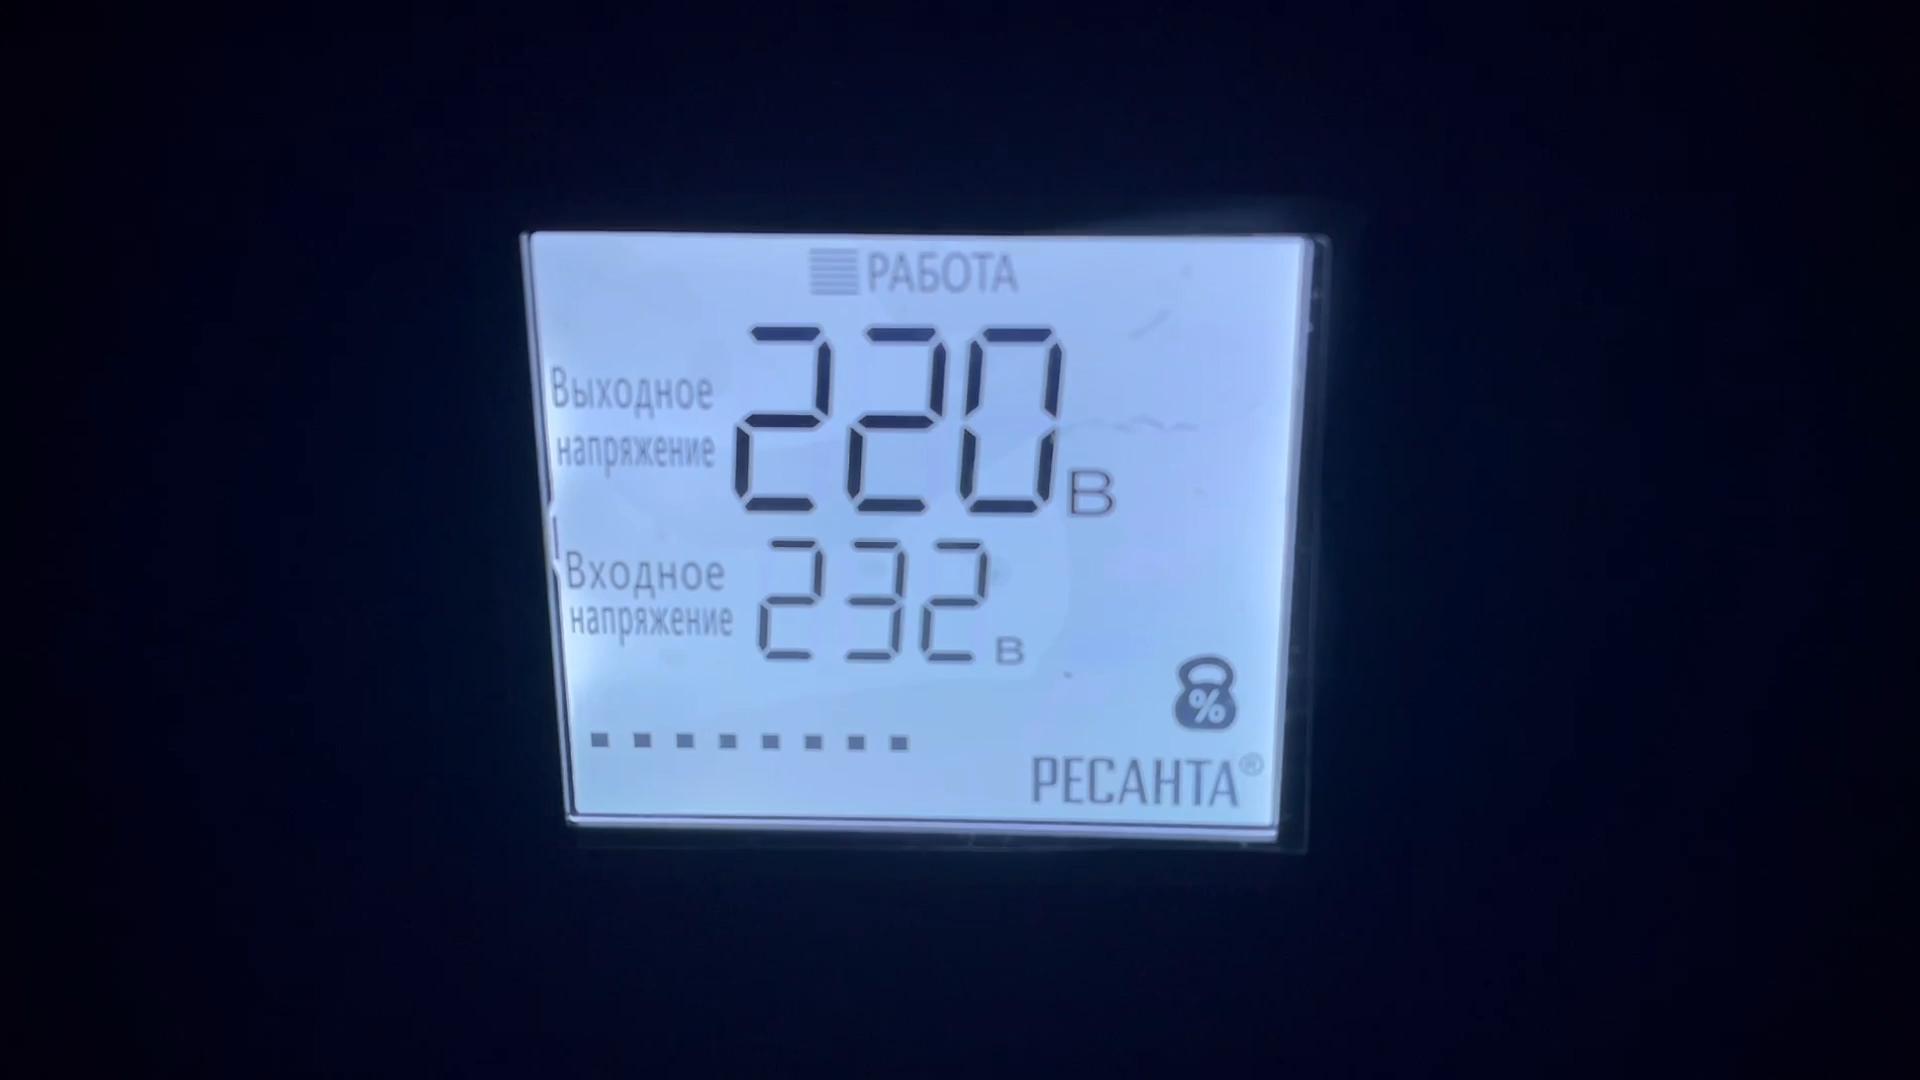 РАБОТА
Выходное
напряжение
220 В
Входное
напряжение
232 В
%
РЕСАНТА®